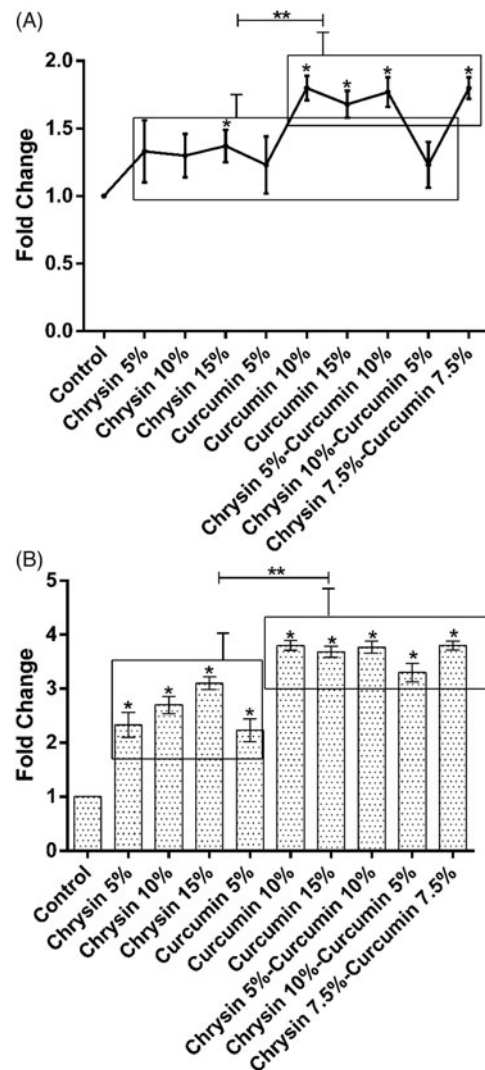 (A)
**
2.0
1.5
1.0
0.5
0.0
Fold Change
* * * * *
Control
Chrysin 5%
Chrysin 10%
Chrysin 15%
Curcumin 5%
Curcumin 10%
Curcumin 15%
Chrysin 5%-Curcumin 10%
Chrysin 10%-Curcumin 5%
Chrysin 7.5%-Curcumin 7.5%
(B)
**
5
4
3
2
1
0
Fold Change
* * * * * * * * *
Control
Chrysin 5%
Chrysin 10%
Chrysin 15%
Curcumin 5%
Curcumin 10%
Curcumin 15%
Chrysin 5%-Curcumin 10%
Chrysin 10%-Curcumin 5%
Chrysin 7.5%-Curcumin 7.5%